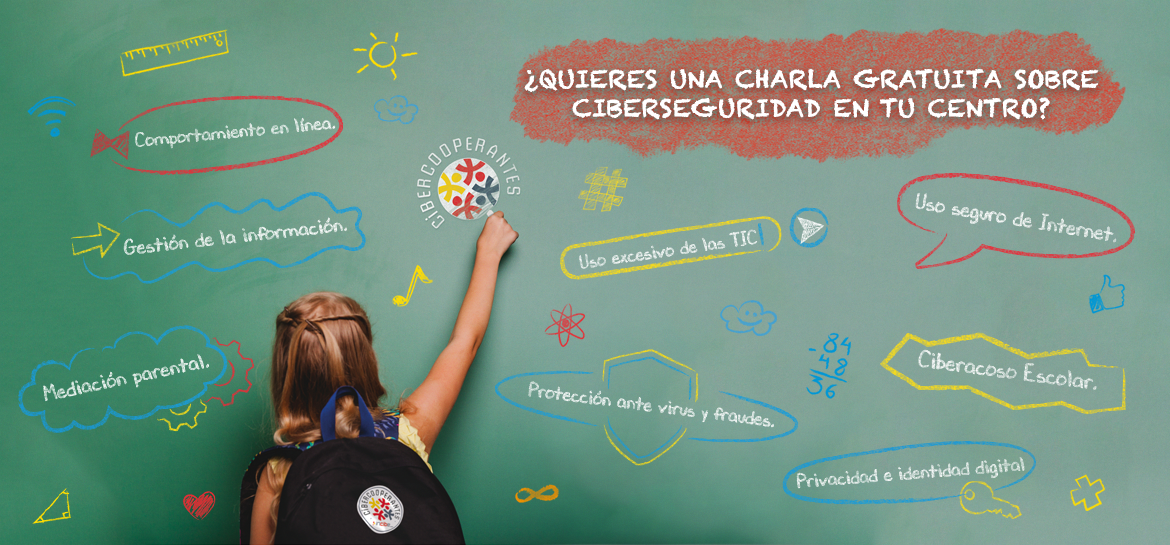 ¿QUIERES UNA CHARLA GRATUITA SOBRE
CIBERSEGURIDAD EN TU CENTRO?
Comportamiento en línea.
CIBERCOOPERANTES
Gestión de la información.
Uso excesivo de las TIC
Uso seguro de Internet.
Mediación parental.
Protección ante virus y fraudes.
-84
48
36
Ciberacoso Escolar.
Privacidad e identidad digital
CIBERCOOPERANTES